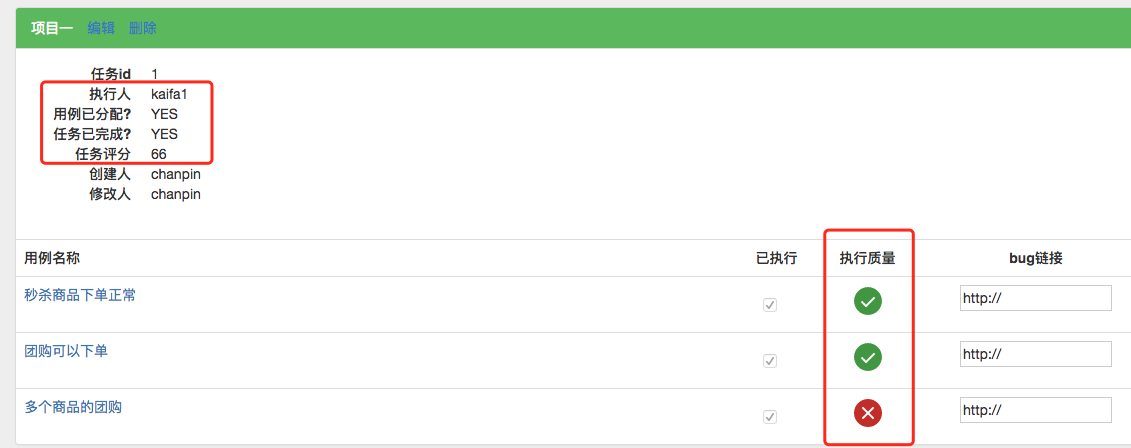 项目一 编辑 删除
任务id 1
执行人 kaifa1
用例已分配? YES
任务已完成? YES
任务评分 66
创建人 chanpin
修改人 chanpin
用例名称 已执行 执行质量 bug链接
秒杀商品下单正常 http://
团购可以下单 http://
多个商品的团购 http://